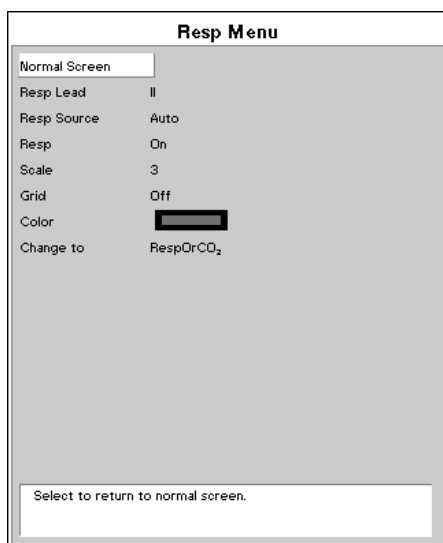 Resp Menu
Normal Screen
Resp Lead II
Resp Source Auto
Resp On
Scale 3
Grid Off
Color
Change to RespOrCO₂
Select to return to normal screen.